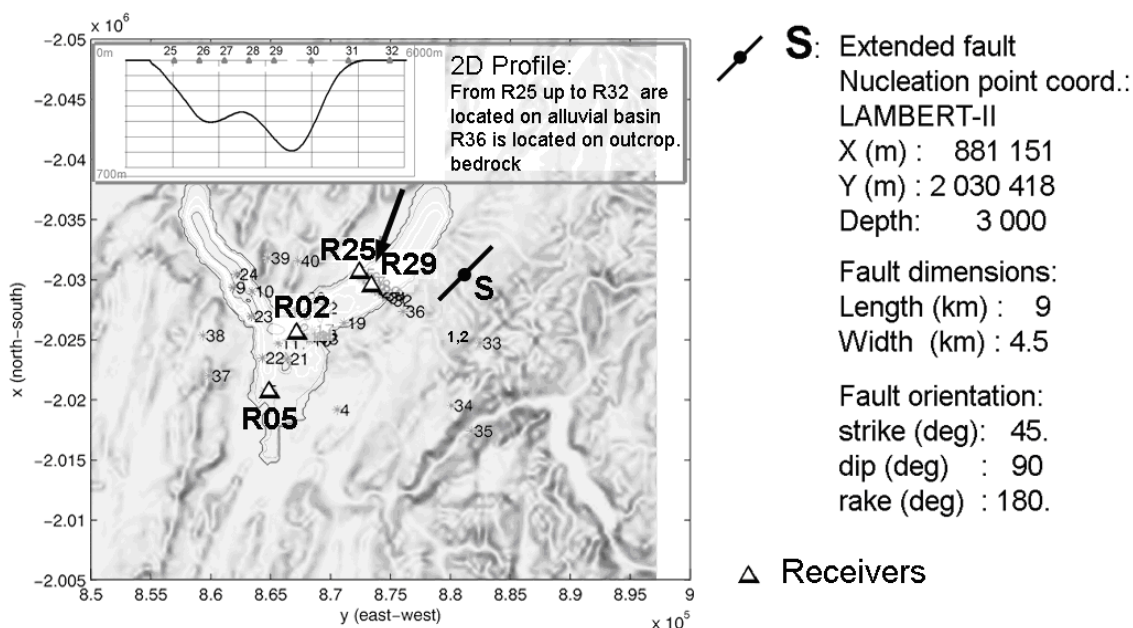 × 10⁶
-2.05
-2.045
-2.04
-2.035
-2.03
-2.025
-2.02
-2.015
-2.01
-2.005
x (north-south)
0m
25 26 27 28 29 30 31 32
6000m
700m
2D Profile:
From R25 up to R32 are
located on alluvial basin
R36 is located on outcrop.
bedrock
39
40
R25
R29
24
9
10
R02
S
36
23
19
38
1,2
33
22
21
37
R05
4
34
35
8.5 8.55 8.6 8.65 8.7 8.75 8.8 8.85 8.9 8.95 9
y (east-west)
× 10⁵
S: Extended fault
Nucleation point coord.:
LAMBERT-II
X (m) : 881 151
Y (m) : 2 030 418
Depth: 3 000
Fault dimensions:
Length (km) : 9
Width (km) : 4.5
Fault orientation:
strike (deg): 45.
dip (deg) : 90
rake (deg) : 180.
Receivers